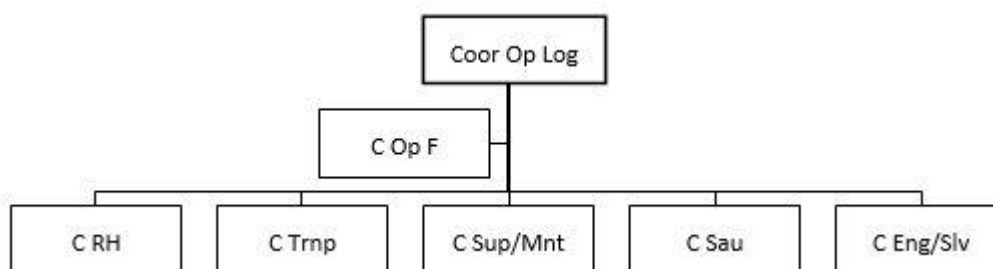 Coor Op Log
C Op F
C RH
C Trnp
C Sup/Mnt
C Sau
C Eng/Slv